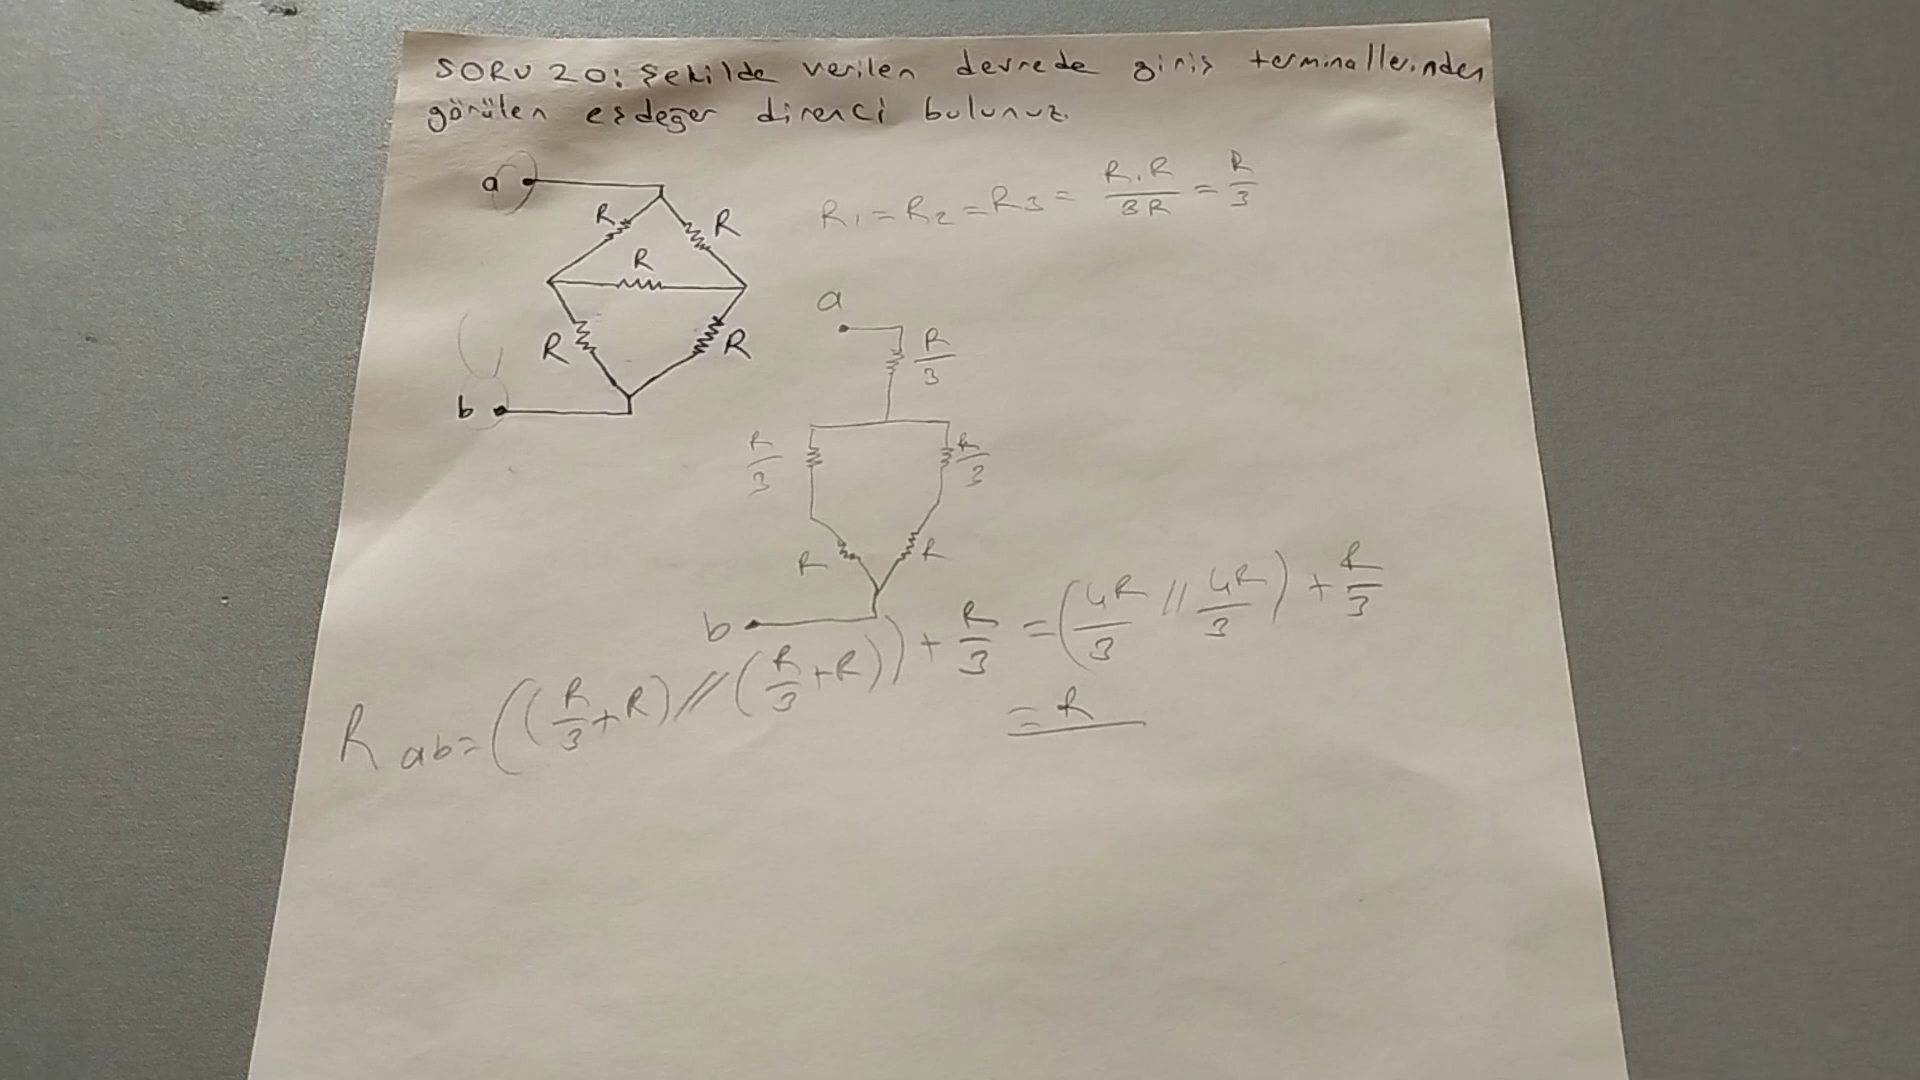 SORU 20: Şekilde verilen devrede giriş terminallerinden
görülen eşdeğer direnci bulunuz.
a
R
R
R
R
R
b
R1 = R2 = R3 = R.R/3R = R/3
a
R/3
R/3
R/3
R
R
b
Rab = ((R/3+R)//(R/3+R)) + R/3 = (4R/3 // 4R/3) + R/3
= R